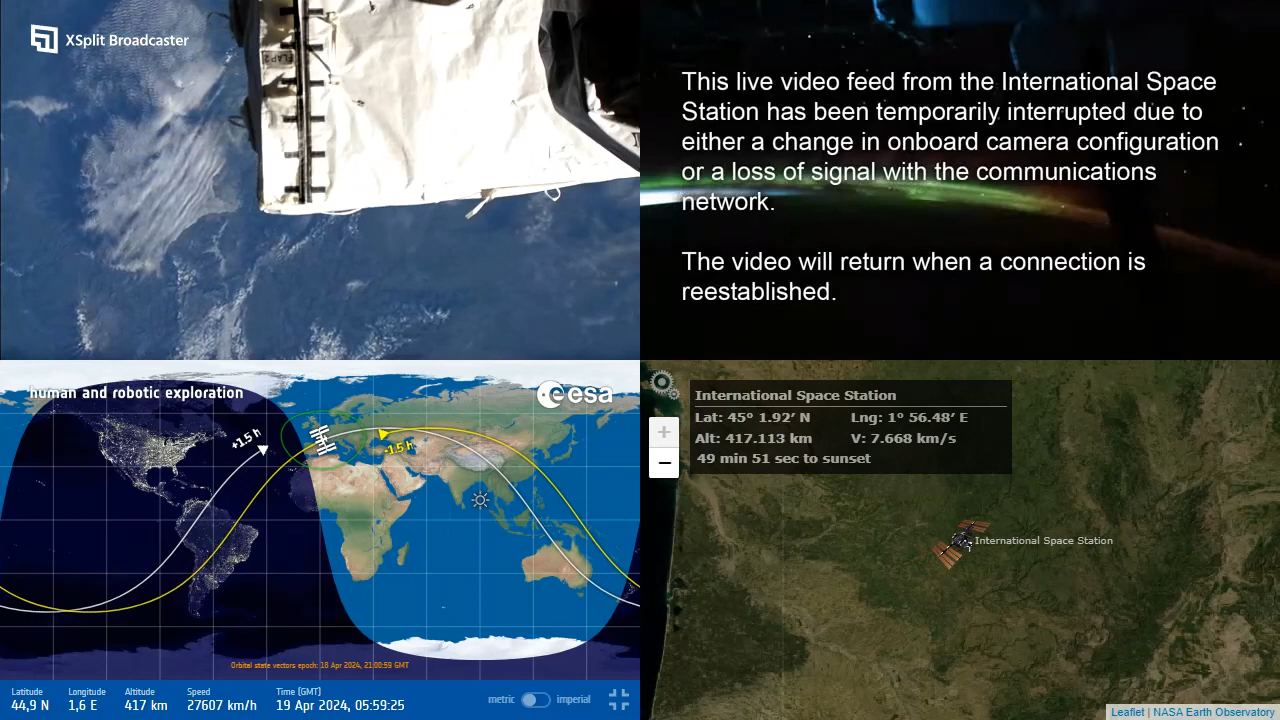 XSplit Broadcaster
FLAP2
This live video feed from the International Space
Station has been temporarily interrupted due to
either a change in onboard camera configuration
or a loss of signal with the communications
network.
The video will return when a connection is
reestablished.
human and robotic exploration
esa
+1.5 h
-1.5 h
Orbital state vectors epoch: 18 Apr 2024, 21:00:59 GMT
Latitude
44,9 N
Longitude
1,6 E
Altitude
417 km
Speed
27607 km/h
Time (GMT)
19 Apr 2024, 05:59:25
metric
imperial
International Space Station
Lat: 45° 1.92′ N Lng: 1° 56.48′ E
Alt: 417.113 km V: 7.668 km/s
49 min 51 sec to sunset
+
−
International Space Station
Leaflet | NASA Earth Observatory